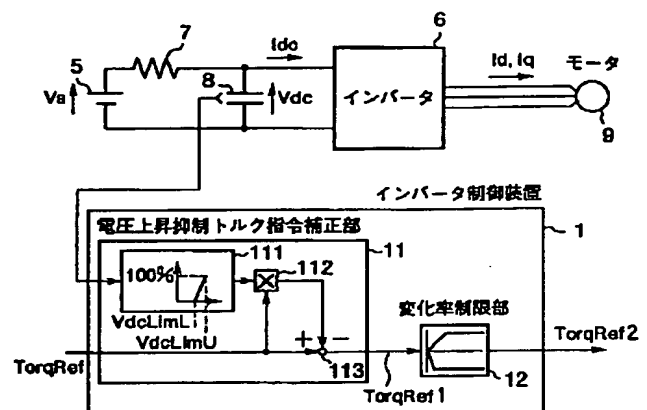 7
Idc
6
5
8
Id, Iq
モータ
Vs
Vdc
インバータ
9
インバータ制御装置
電圧上昇抑制トルク指令補正部
1
111
11
100%
112
変化率制限部
VdcLimL
VdcLimU
+ −
TorqRef2
TorqRef
113
TorqRef1
12